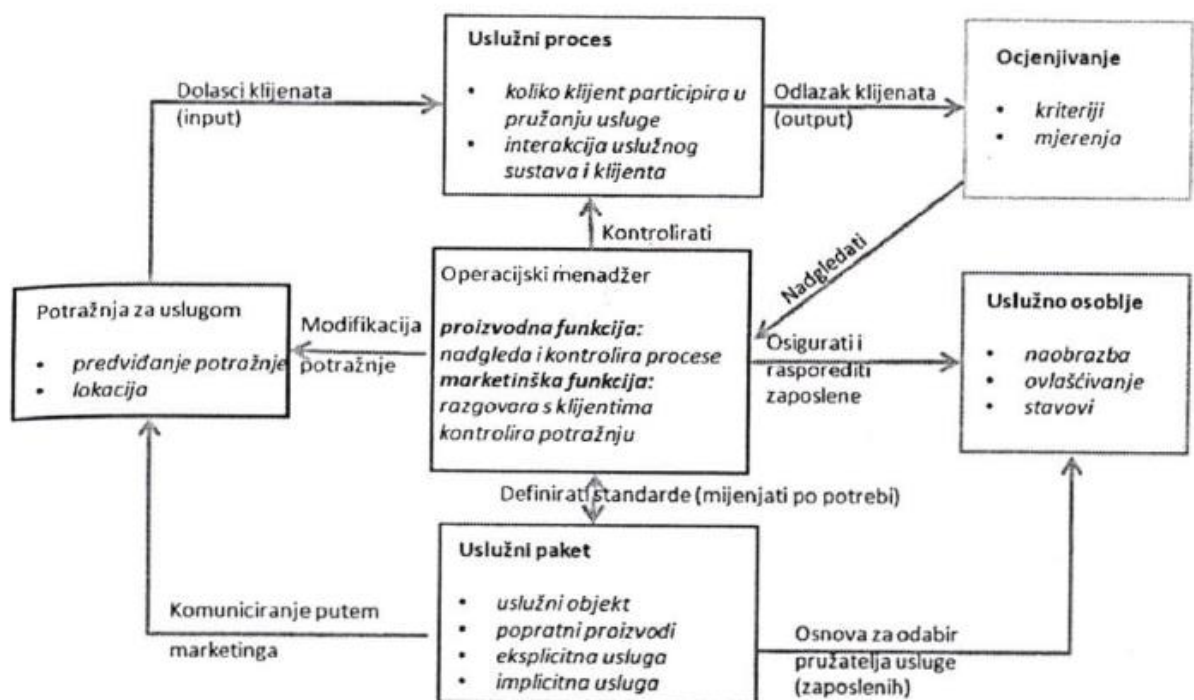 Uslužni proces
• koliko klijent participira u
pružanju usluge
• interakcija uslužnog
sustava i klijenta
Ocjenjivanje
• kriteriji
• mjerenja
Dolasci klijenata
(input)
Odlazak klijenata
(output)
Kontrolirati
Nadgledati
Potražnja za uslugom
• predviđanje potražnje
• lokacija
Modifikacija
potražnje
Operacijski menadžer
proizvodna funkcija:
nadgleda i kontrolira procese
marketinška funkcija:
razgovara s klijentima
kontrolira potražnju
Osigurati i
rasporediti
zaposlene
Uslužno osoblje
• naobrazba
• ovlašćivanje
• stavovi
Definirati standarde (mijenjati po potrebi)
Uslužni paket
• uslužni objekt
• popratni proizvodi
• eksplicitna usluga
• implicitna usluga
Komuniciranje putem
marketinga
Osnova za odabir
pružatelja usluge
(zaposlenih)